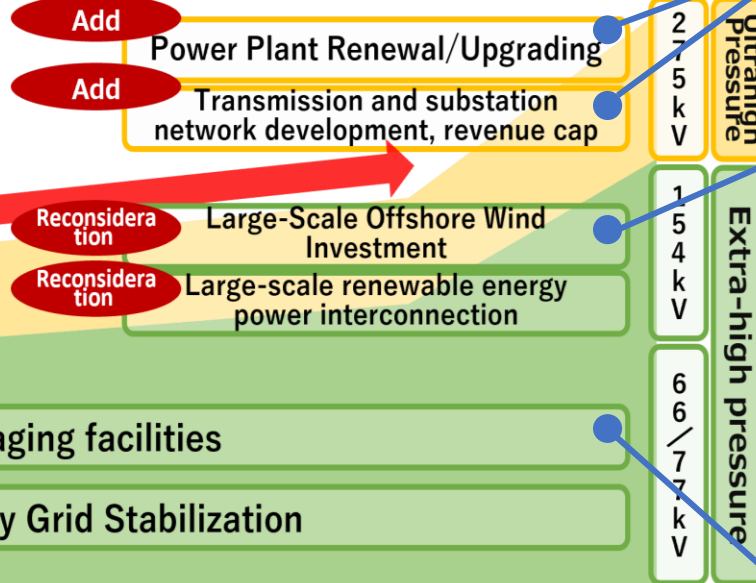 Add
Power Plant Renewal/Upgrading
Add
Transmission and substation
network development, revenue cap
Reconsidera
tion
Large-Scale Offshore Wind
Investment
Reconsidera
tion
Large-scale renewable energy
power interconnection
aging facilities
y Grid Stabilization
275kV
154kV
66/77kV
Ultrahigh
Pressure
Extra-high pressure